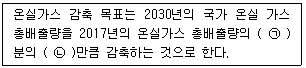 온실가스 감축 목표는 2030년의 국가 온실 가스
총배출량을 2017년의 온실가스 총배출량의 ( ㉠ )
분의 ( ㉡ )만큼 감축하는 것으로 한다.